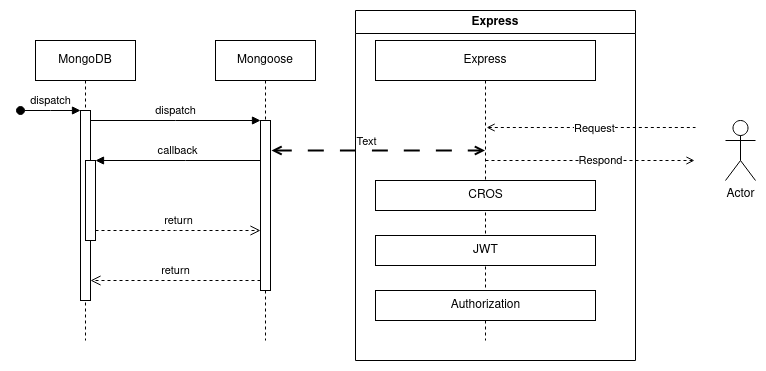 Express
MongoDB
Mongoose
Express
dispatch
dispatch
Request
Text
callback
Respond
CROS
Actor
return
JWT
return
Authorization